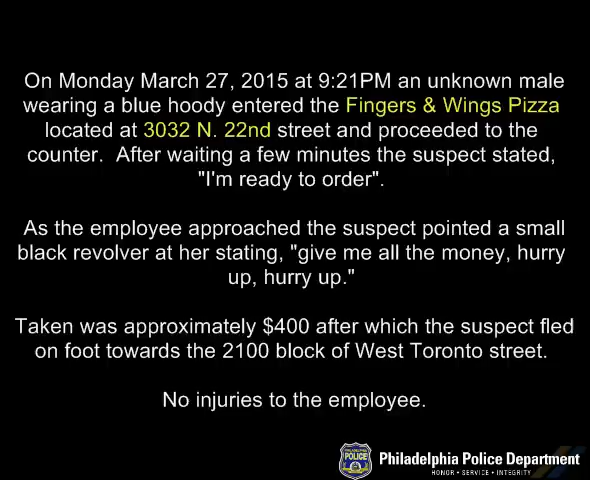 On Monday March 27, 2015 at 9:21PM an unknown male
wearing a blue hoody entered the Fingers & Wings Pizza
located at 3032 N. 22nd street and proceeded to the
counter.  After waiting a few minutes the suspect stated,
"I'm ready to order".
As the employee approached the suspect pointed a small
black revolver at her stating, "give me all the money, hurry
up, hurry up."
Taken was approximately $400 after which the suspect fled
on foot towards the 2100 block of West Toronto street.
No injuries to the employee.
POLICE
Philadelphia Police Department
HONOR • SERVICE • INTEGRITY